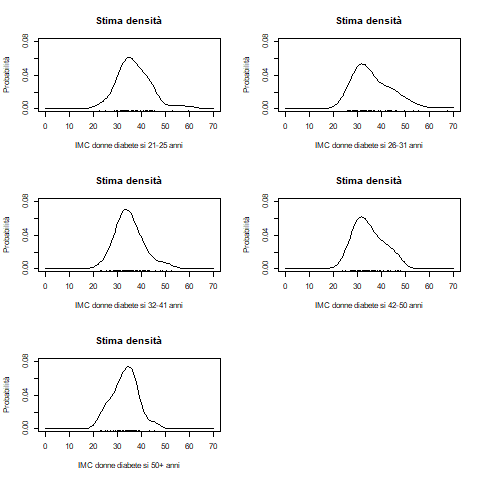 Stima densità
Probabilità
0.00 0.04 0.08
0 10 20 30 40 50 60 70
IMC donne diabete si 21-25 anni
Stima densità
Probabilità
0.00 0.04 0.08
0 10 20 30 40 50 60 70
IMC donne diabete si 26-31 anni
Stima densità
Probabilità
0.00 0.04 0.08
0 10 20 30 40 50 60 70
IMC donne diabete si 32-41 anni
Stima densità
Probabilità
0.00 0.04 0.08
0 10 20 30 40 50 60 70
IMC donne diabete si 42-50 anni
Stima densità
Probabilità
0.00 0.04 0.08
0 10 20 30 40 50 60 70
IMC donne diabete si 50+ anni